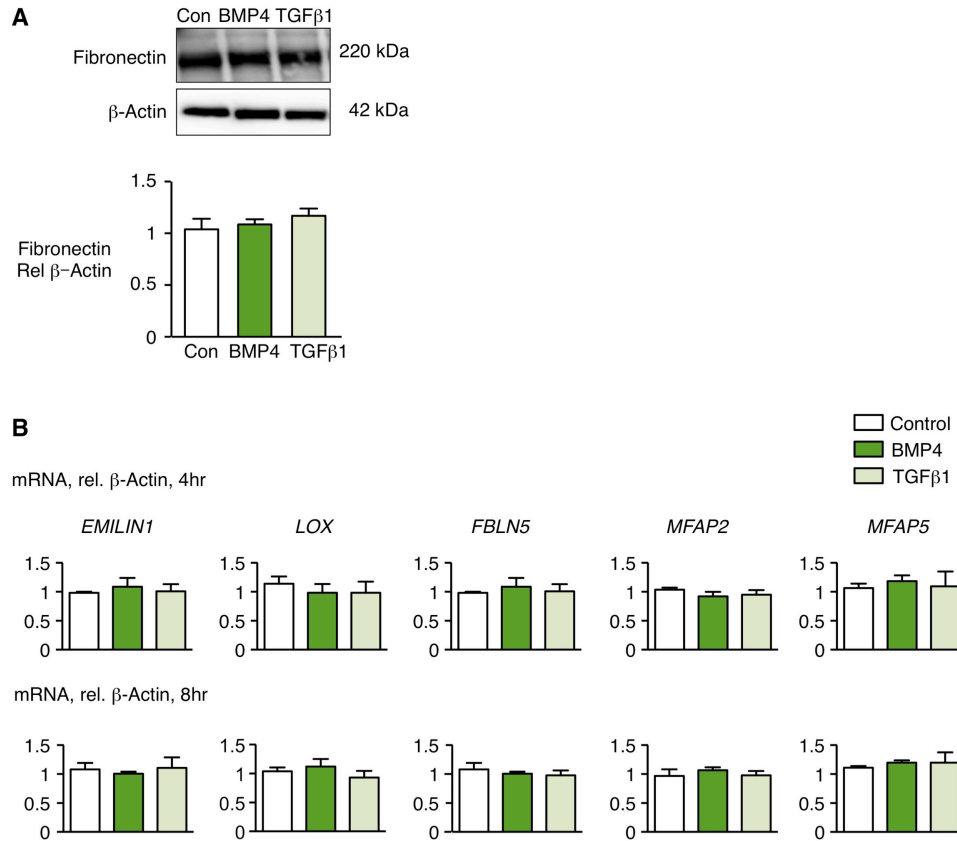 A
Con BMP4 TGFβ1
Fibronectin 220 kDa
β-Actin 42 kDa
1.5
1
0.5
0
Fibronectin
Rel β−Actin
Con BMP4 TGFβ1
B
Control
BMP4
TGFβ1
mRNA, rel. β-Actin, 4hr
EMILIN1 LOX FBLN5 MFAP2 MFAP5
1.5 1.5 1.5 1.5 1.5
1 1 1 1 1
0.5 0.5 0.5 0.5 0.5
0 0 0 0 0
mRNA, rel. β-Actin, 8hr
1.5 1.5 1.5 1.5 1.5
1 1 1 1 1
0.5 0.5 0.5 0.5 0.5
0 0 0 0 0